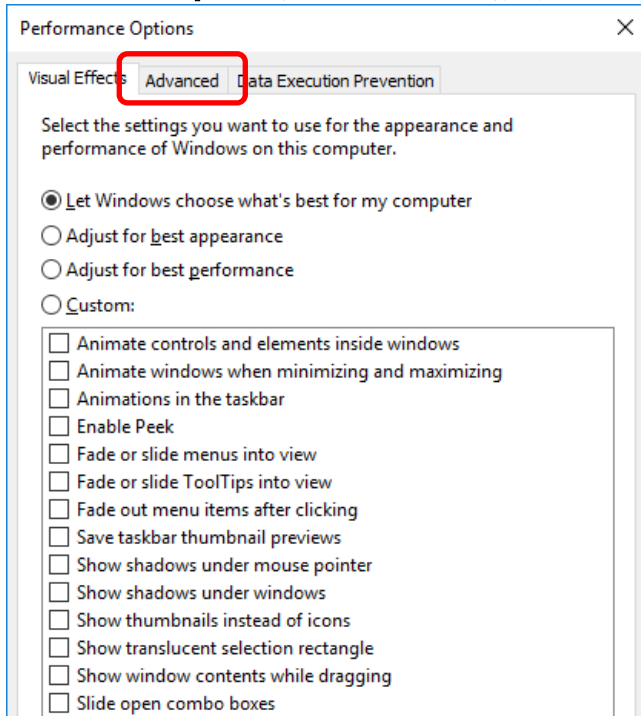 Performance Options
Visual Effects Advanced Data Execution Prevention
Select the settings you want to use for the appearance and
performance of Windows on this computer.
Let Windows choose what's best for my computer
Adjust for best appearance
Adjust for best performance
Custom:
Animate controls and elements inside windows
Animate windows when minimizing and maximizing
Animations in the taskbar
Enable Peek
Fade or slide menus into view
Fade or slide ToolTips into view
Fade out menu items after clicking
Save taskbar thumbnail previews
Show shadows under mouse pointer
Show shadows under windows
Show thumbnails instead of icons
Show translucent selection rectangle
Show window contents while dragging
Slide open combo boxes